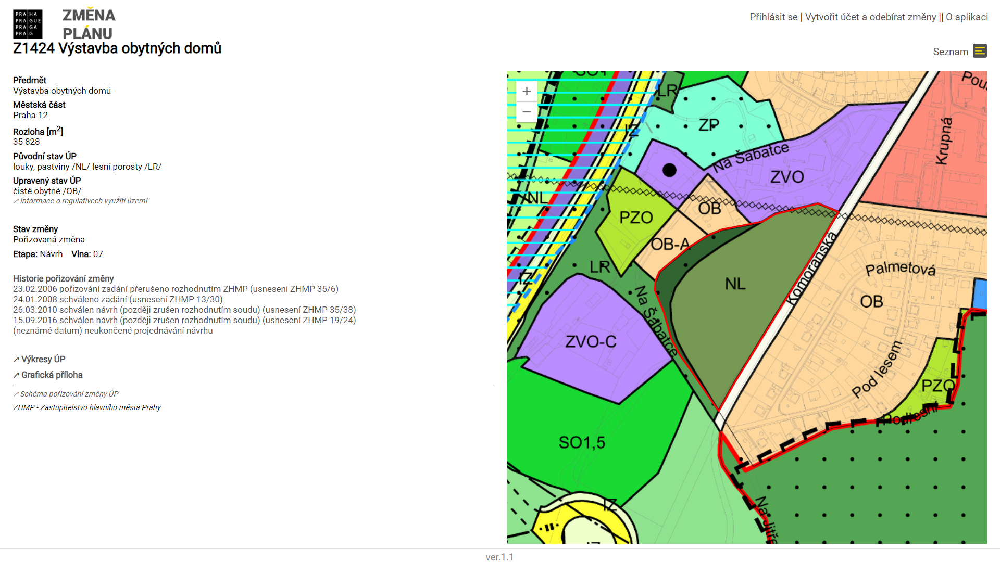 PRA|HA
PRA|GUE
PRA|GA
PRA|G
ZMĚNA
PLÁNU
Přihlásit se | Vytvořit účet a odebírat změny || O aplikaci
Z1424 Výstavba obytných domů
Seznam
Předmět
Výstavba obytných domů
Městská část
Praha 12
Rozloha [m2]
35 828
Původní stav ÚP
louky, pastviny /NL/ lesní porosty /LR/
Upravený stav ÚP
čistě obytné /OB/
↗ Informace o regulativech využití území
Stav změny
Pořizovaná změna
Etapa: Návrh Vlna: 07
Historie pořizování změny
23.02.2006 pořizování zadání přerušeno rozhodnutím ZHMP (usnesení ZHMP 35/6)
24.01.2008 schváleno zadání (usnesení ZHMP 13/30)
26.03.2010 schválen návrh (později zrušen rozhodnutím soudu) (usnesení ZHMP 35/38)
15.09.2016 schválen návrh (později zrušen rozhodnutím soudu) (usnesení ZHMP 19/24)
(neznámé datum) neukončené projednávání návrhu
↗ Výkresy ÚP
↗ Grafická příloha
↗ Schéma pořizování změny ÚP
ZHMP - Zastupitelstvo hlavního města Prahy
+
−
SO1
LR
Pou
IZ
ZP
Krupná
Na Šabatce
ZVO
NL
OB
PZO
OB-A
Komořanská
LR
Palmetová
IZ
NL
OB
Na Šabatce
ZVO-C
Pod lesem
PZO
Podlesní
SO1,5
IZ
Na Jitř
IZ
ver.1.1